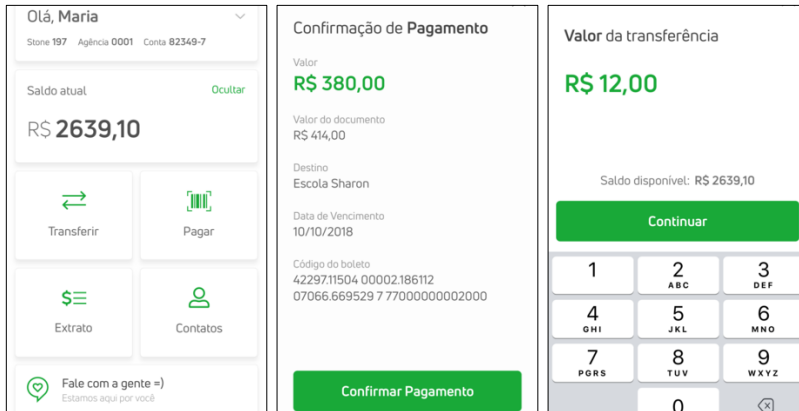 Olá, Maria
Stone 197 Agência 0001 Conta 82349-7
Saldo atual
Ocultar
R$ 2639,10
Transferir
Pagar
$
Extrato
Contatos
Fale com a gente =)
Estamos aqui por você
Confirmação de Pagamento
Valor
R$ 380,00
Valor do documento
R$ 414,00
Destino
Escola Sharon
Data de Vencimento
10/10/2018
Código do boleto
42297.11504 00002.186112
07066.669529 7 77000000002000
Confirmar Pagamento
Valor da transferência
R$ 12,00
Saldo disponível: R$ 2639,10
Continuar
1
2
ABC
3
DEF
4
GHI
5
JKL
6
MNO
7
PGRS
8
TUV
9
WXYZ
0